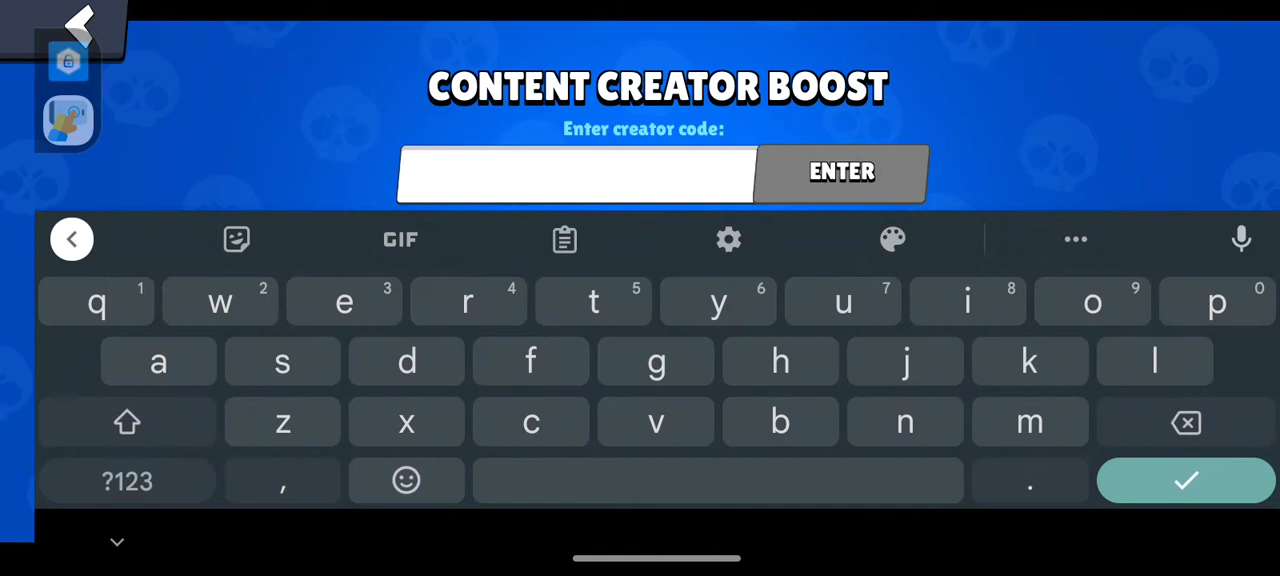 CONTENT CREATOR BOOST
Enter creator code:
ENTER
GIF
q 1 w 2 e 3 r 4 t 5 y 6 u 7 i 8 o 9 p 0
a s d f g h j k l
z x c v b n m
?123 , .